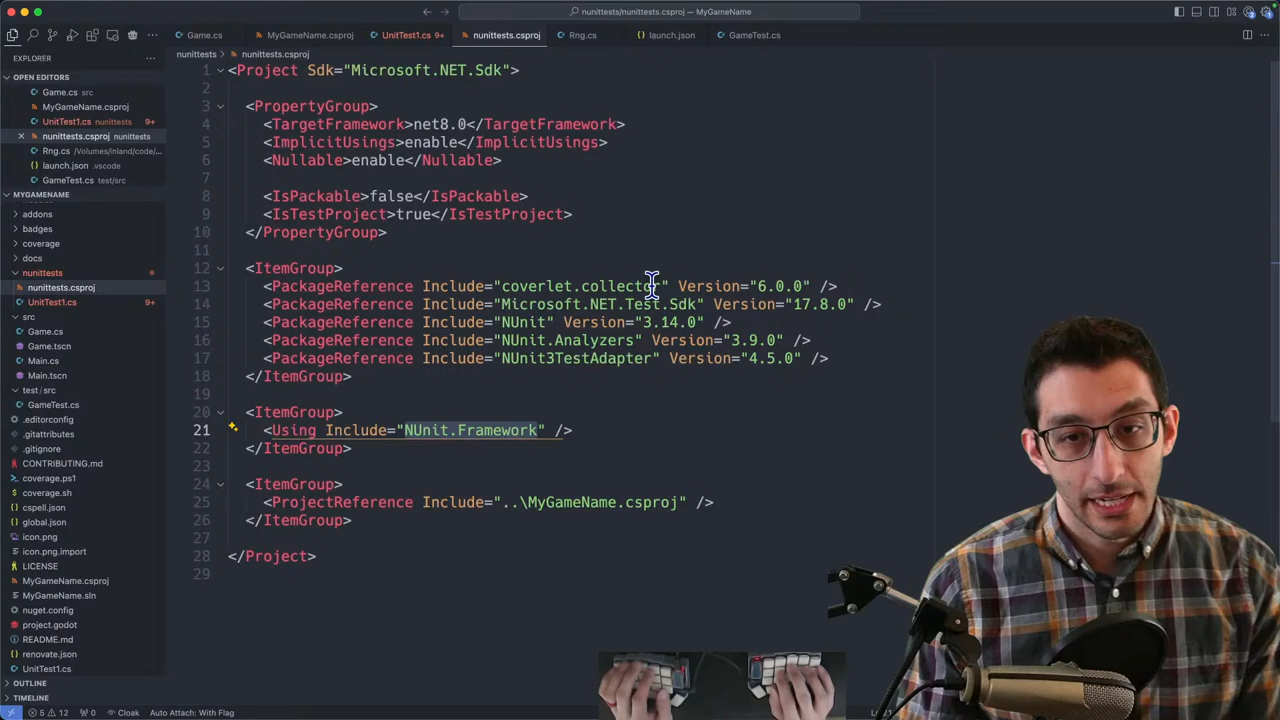 nunittests/nunittests.csproj — MyGameName
Game.cs
MyGameName.csproj
UnitTest1.cs 9+
nunittests.csproj
Rng.cs
launch.json
GameTest.cs
EXPLORER
nunittests
nunittests.csproj
OPEN EDITORS
Game.cs src
MyGameName.csproj
UnitTest1.cs nunittests 9+
nunittests.csproj nunittests
Rng.cs /Volumes/inland/code/...
launch.json .vscode
GameTest.cs test/src
MYGAMENAME
addons
badges
coverage
docs
nunittests
nunittests.csproj
UnitTest1.cs 9+
src
Game.cs
Game.tscn
Main.cs
Main.tscn
test/src
GameTest.cs
.editorconfig
.gitattributes
.gitignore
CONTRIBUTING.md
coverage.ps1
coverage.sh
cspell.json
global.json
icon.png
icon.png.import
LICENSE
MyGameName.csproj
MyGameName.sln
nuget.config
project.godot
README.md
renovate.json
UnitTest1.cs
OUTLINE
TIMELINE
1 <Project Sdk="Microsoft.NET.Sdk">
2
3 <PropertyGroup>
4 <TargetFramework>net8.0</TargetFramework>
5 <ImplicitUsings>enable</ImplicitUsings>
6 <Nullable>enable</Nullable>
7
8 <IsPackable>false</IsPackable>
9 <IsTestProject>true</IsTestProject>
10 </PropertyGroup>
11
12 <ItemGroup>
13 <PackageReference Include="coverlet.collector" Version="6.0.0" />
14 <PackageReference Include="Microsoft.NET.Test.Sdk" Version="17.8.0" />
15 <PackageReference Include="NUnit" Version="3.14.0" />
16 <PackageReference Include="NUnit.Analyzers" Version="3.9.0" />
17 <PackageReference Include="NUnit3TestAdapter" Version="4.5.0" />
18 </ItemGroup>
19
20 <ItemGroup>
21 <Using Include="NUnit.Framework" />
22 </ItemGroup>
23
24 <ItemGroup>
25 <ProjectReference Include="..\MyGameName.csproj" />
26 </ItemGroup>
27
28 </Project>
29
5 12 0 Cloak Auto Attach: With Flag